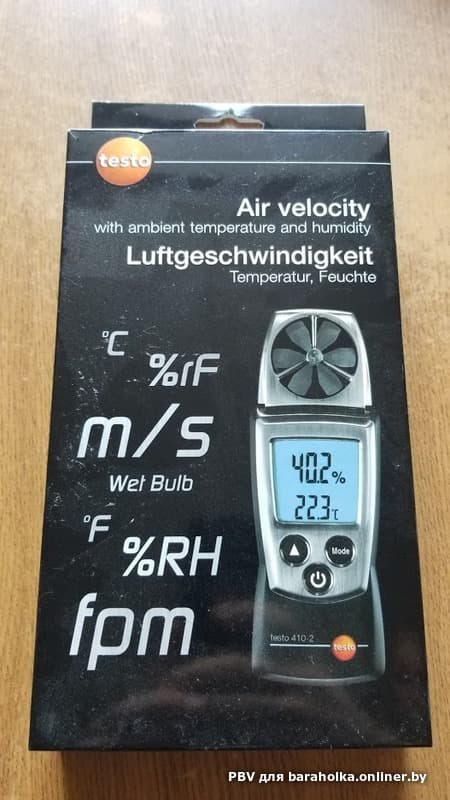 testo
Air velocity
with ambient temperature and humidity
Luftgeschwindigkeit
Temperatur, Feuchte
°C
%rF
m/s
Wet Bulb
°F
%RH
fpm
40.2%
22.3°C
Mode
testo 410-2
testo
PBV для baraholka.onliner.by